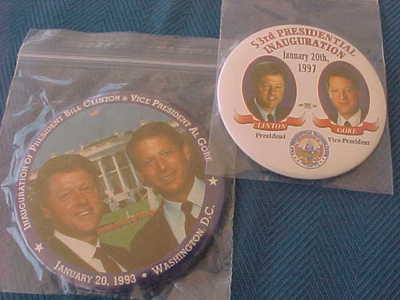 INAUGURATION OF PRESIDENT BILL CLINTON & VICE PRESIDENT AL GORE
JANUARY 20, 1993 • WASHINGTON, D.C.
53rd PRESIDENTIAL
INAUGURATION
January 20th,
1997
CLINTON
President
GORE
Vice President